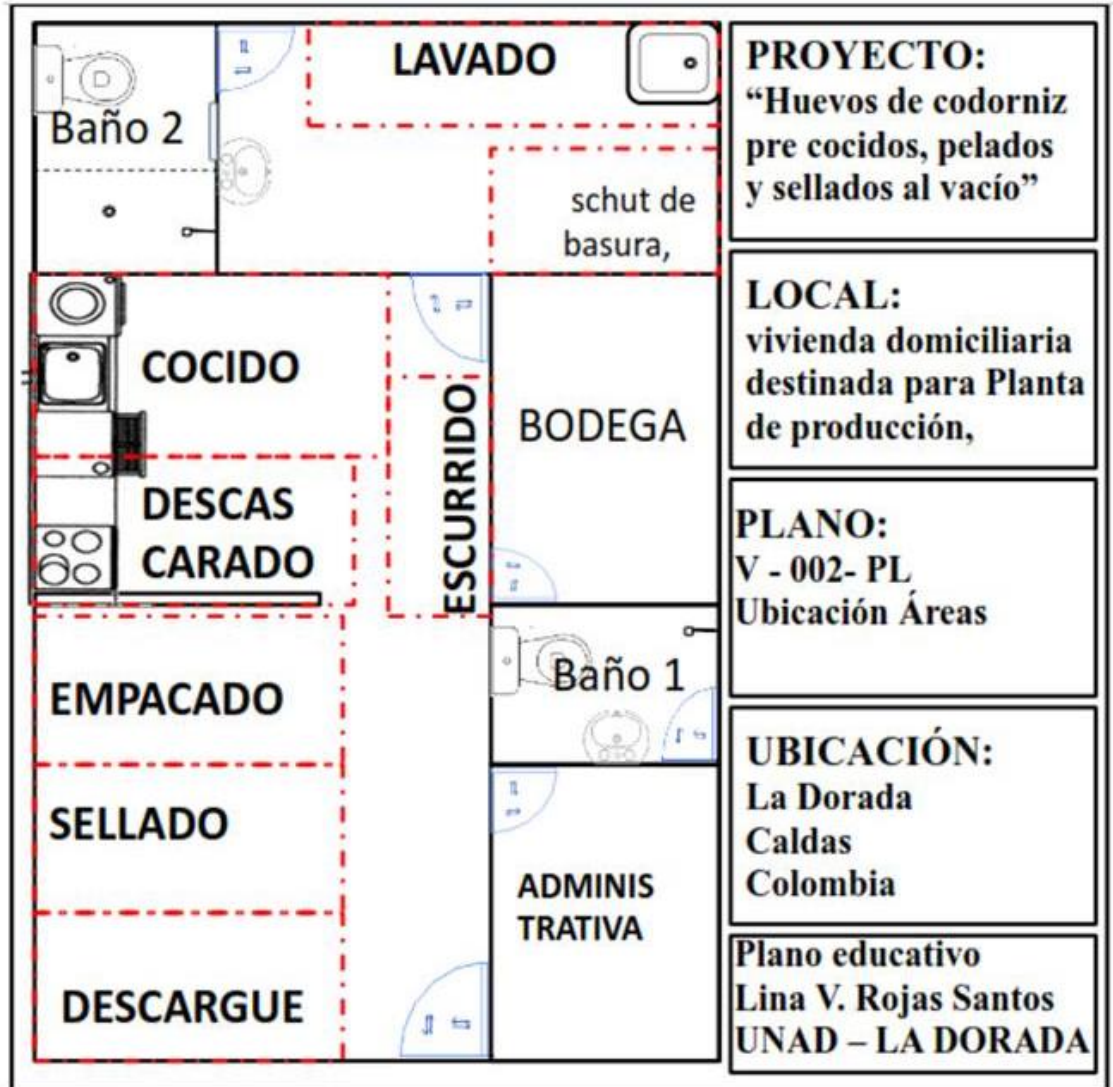 LAVADO
Baño 2
schut de
basura,
COCIDO
ESCURRIDO
BODEGA
DESCAS
CARADO
EMPACADO
Baño 1
SELLADO
ADMINIS
TRATIVA
DESCARGUE
PROYECTO:
“Huevos de codorniz
pre cocidos, pelados
y sellados al vacío”
LOCAL:
vivienda domiciliaria
destinada para Planta
de producción,
PLANO:
V - 002- PL
Ubicación Áreas
UBICACIÓN:
La Dorada
Caldas
Colombia
Plano educativo
Lina V. Rojas Santos
UNAD – LA DORADA